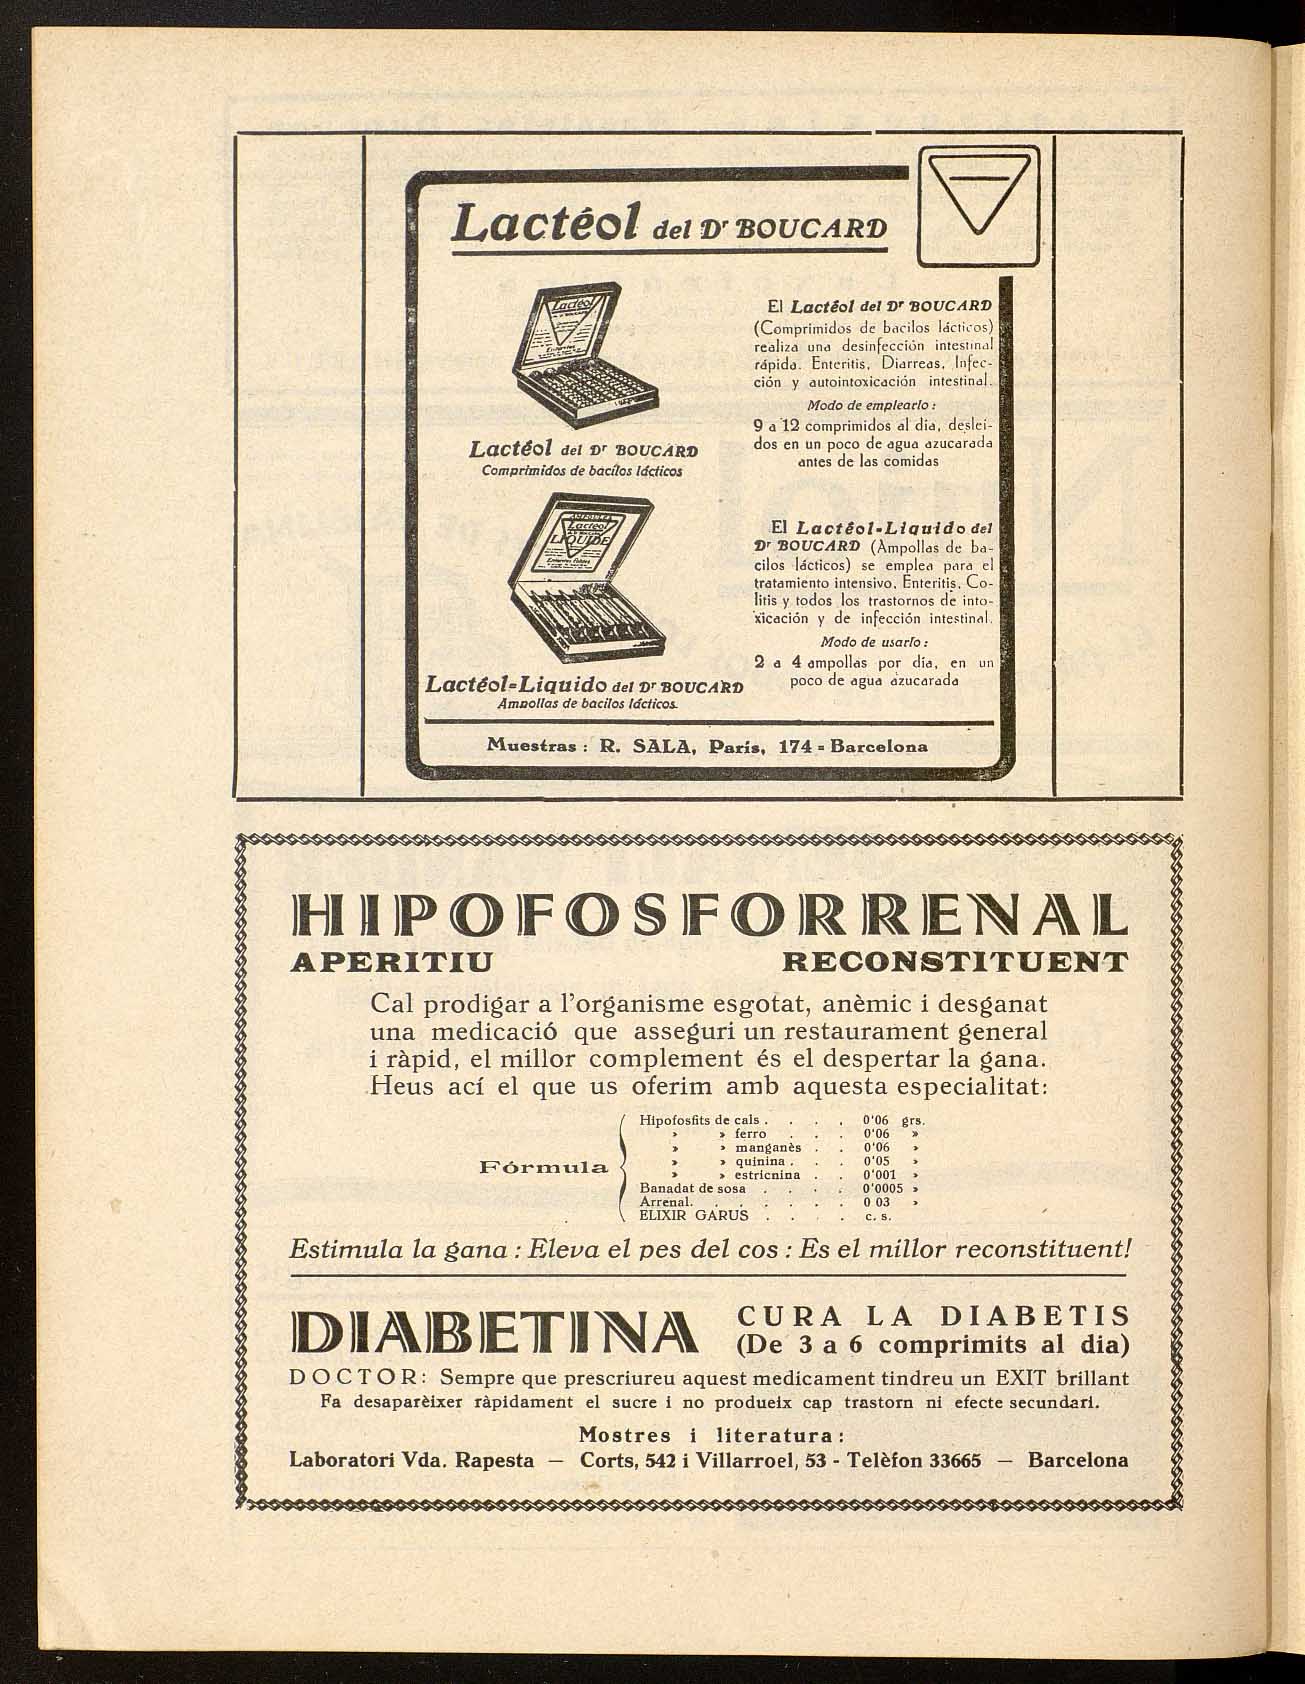 Lactéol del Dr BOUCARD
El Lactéol del Dr BOUCARD
(Comprimidos de bacilos lácticos)
realiza una desinfección intestinal
rápida. Enteritis, Diarreas, Infec-
ción y autointoxicación intestinal.
Modo de emplearlo:
9 a 12 comprimidos al dia, deslei-
dos en un poco de agua azucarada
antes de las comidas
Lactéol
Lactéol del Dr BOUCARD
Comprimidos de bacilos lácticos
El Lactéol-Liquido del
Dr BOUCARD (Ampollas de ba-
cilos lácticos) se emplea para el
tratamiento intensivo, Enteritis, Co-
litis y todos los trastornos de into-
xicación y de infección intestinal.
Modo de usarlo:
2 a 4 ampollas por día, en un
poco de agua azucarada
AMPOULES
Lactéol
LIQUIDE
Lactéol-Liquido del Dr BOUCARD
Ampollas de bacilos lácticos.
Muestras: R. SALA, París, 174 - Barcelona
HIPOFOSFORRENAL
APERITIU RECONSTITUENT
Cal prodigar a l'organisme esgotat, anèmic i desganat
una medicació que asseguri un restaurament general
i ràpid, el millor complement és el despertar la gana.
Heus ací el que us oferim amb aquesta especialitat:
Fórmula
Hipofosfits de cals . . . . 0'06 grs.
» » ferro . . . 0'06 »
» » manganès . . 0'06 »
» » quinina . . . 0'05 »
» » estricnina . . 0'001 »
Banadat de sosa . . . . 0'0005 »
Arrenal. . . . . . . 0 03 »
ELIXIR GARUS . . . . c. s.
Estimula la gana : Eleva el pes del cos : Es el millor reconstituent!
DIABETINA CURA LA DIABETIS
(De 3 a 6 comprimits al dia)
DOCTOR: Sempre que prescriureu aquest medicament tindreu un EXIT brillant
Fa desaparèixer ràpidament el sucre i no produeix cap trastorn ni efecte secundari.
Mostres i literatura:
Laboratori Vda. Rapesta — Corts, 542 i Villarroel, 53 - Telèfon 33665 — Barcelona